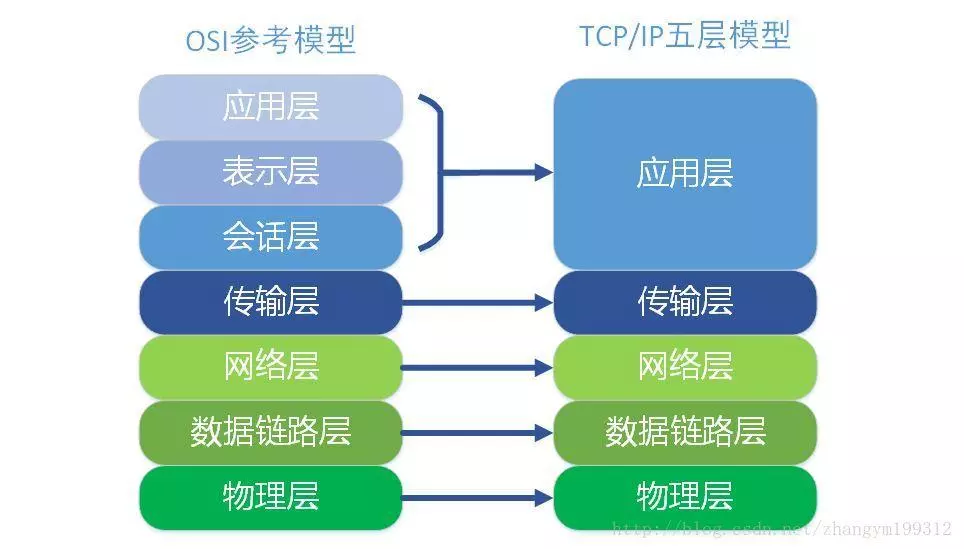 OSI参考模型
应用层
表示层
会话层
传输层
网络层
数据链路层
物理层
TCP/IP五层模型
应用层
传输层
网络层
数据链路层
物理层
http://blog.csdn.net/zhangym199312